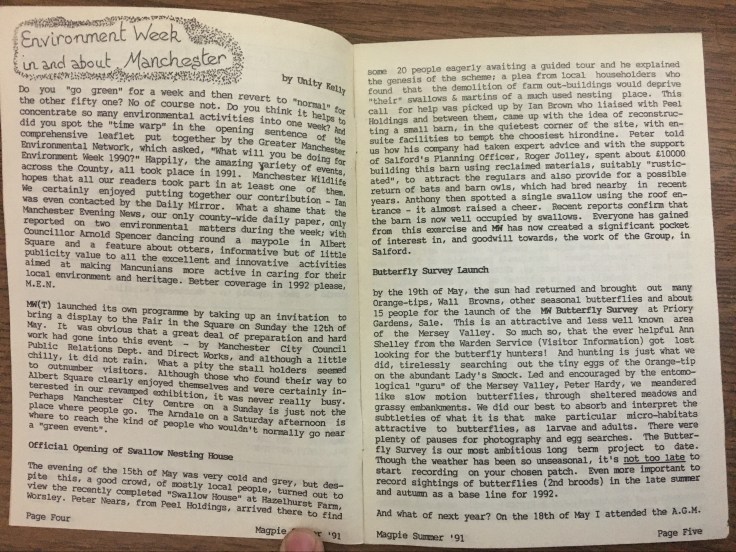 Environment Week
in and about Manchester
by Unity Kelly
Do you "go green" for a week and then revert to "normal" for
the other fifty one? No of course not. Do you think it helps to
concentrate so many environmental activities into one week? And
did you spot the "time warp" in the opening sentence of the
comprehensive leaflet put together by the Greater Manchester
Environmental Network, which asked, "What will you be doing for
Environment Week 1990?" Happily, the amazing variety of events,
across the County, all took place in 1991. Manchester Wildlife
hopes that all our readers took part in at least one of them.
We certainly enjoyed putting together our contribution - Ian
was even contacted by the Daily Mirror. What a shame that the
Manchester Evening News, our only county-wide daily paper, only
reported on two environmental matters during the week; with
Councillor Arnold Spencer dancing round a maypole in Albert
Square and a feature about otters, informative but of little
publicity value to all the excellent and innovative activities
aimed at making Mancunians more active in caring for their
local environment and heritage. Better coverage in 1992 please,
M.E.N.
MW(T) launched its own programme by taking up an invitation to
bring a display to the Fair in the Square on Sunday the 12th of
May. It was obvious that a great deal of preparation and hard
work had gone into this event - by Manchester City Council
Public Relations Dept. and Direct Works, and although a little
chilly, it did not rain. What a pity the stall holders seemed
to outnumber visitors. Although those who found their way to
Albert Square clearly enjoyed themselves and were certainly in-
terested in our revamped exhibition, it was never really busy.
Perhaps Manchester City Centre on a Sunday is just not the
place where people go. The Arndale on a Saturday afternoon is
where to reach the kind of people who wouldn't normally go near
a "green event".
Official Opening of Swallow Nesting House
The evening of the 15th of May was very cold and grey, but des-
pite this, a good crowd, of mostly local people, turned out to
view the recently completed "Swallow House" at Hazelhurst Farm,
Worsley. Peter Nears, from Peel Holdings, arrived there to find
Page Four
Magpie '91
some 20 people eagerly awaiting a guided tour and he explained
the genesis of the scheme; a plea from local householders who
found that the demolition of farm out-buildings would deprive
"their" swallows & martins of a much used nesting place. This
call for help was picked up by Ian Brown who liaised with Peel
Holdings and between them, came up with the idea of reconstruc-
ting a small barn, in the quietest corner of the site, with en-
suite facilities to tempt the choosiest hirondine. Peter told
us how his company had taken expert advice and with the support
of Salford's Planning Officer, Roger Jolley, spent about £10000
building this barn using reclaimed materials, suitably "rustic-
ated", to attract the regulars and also provide for a possible
return of bats and barn owls, which had bred nearby in recent
years. Anthony then spotted a single swallow using the roof en-
trance - it almost raised a cheer. Recent reports confirm that
the barn is now well occupied by swallows. Everyone has gained
from this exercise and MW has now created a significant pocket
of interest in, and goodwill towards, the work of the Group, in
Salford.
Butterfly Survey Launch
by the 19th of May, the sun had returned and brought out many
Orange-tips, Wall Browns, other seasonal butterflies and about
15 people for the launch of the MW Butterfly Survey at Priory
Gardens, Sale. This is an attractive and less well known area
of the Mersey Valley. So much so, that the ever helpful Ann
Shelley from the Warden Service (Visitor Information) got lost
looking for the butterfly hunters! And hunting is just what we
did, tirelessly searching out the tiny eggs of the Orange-tip
on the abundant Lady's Smock. Led and encouraged by the entomo-
logical "guru" of the Mersey Valley, Peter Hardy, we meandered
like slow motion butterflies, through sheltered meadows and
grassy embankments. We did our best to absorb and interpret the
subtleties of what it is that make particular micro-habitats
attractive to butterflies, as larvae and adults. There were
plenty of pauses for photography and egg searches. The Butter-
fly Survey is our most ambitious long term project to date.
Though the weather has been so unseasonal, it's not too late to
start recording on your chosen patch. Even more important to
record sightings of butterflies (2nd broods) in the late summer
and autumn as a base line for 1992.
And what of next year? On the 18th of May I attended the A.G.M.
Magpie Summer '91
Page Five